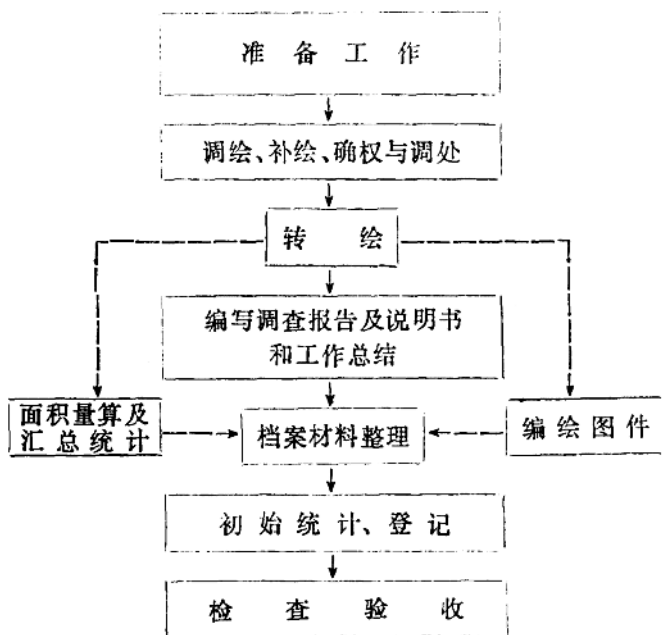 准备工作
调绘、补绘、确权与调处
转绘
编写调查报告及说明书
和工作总结
面积量算及
汇总统计
档案材料整理
编绘图件
初始统计、登记
检查验收